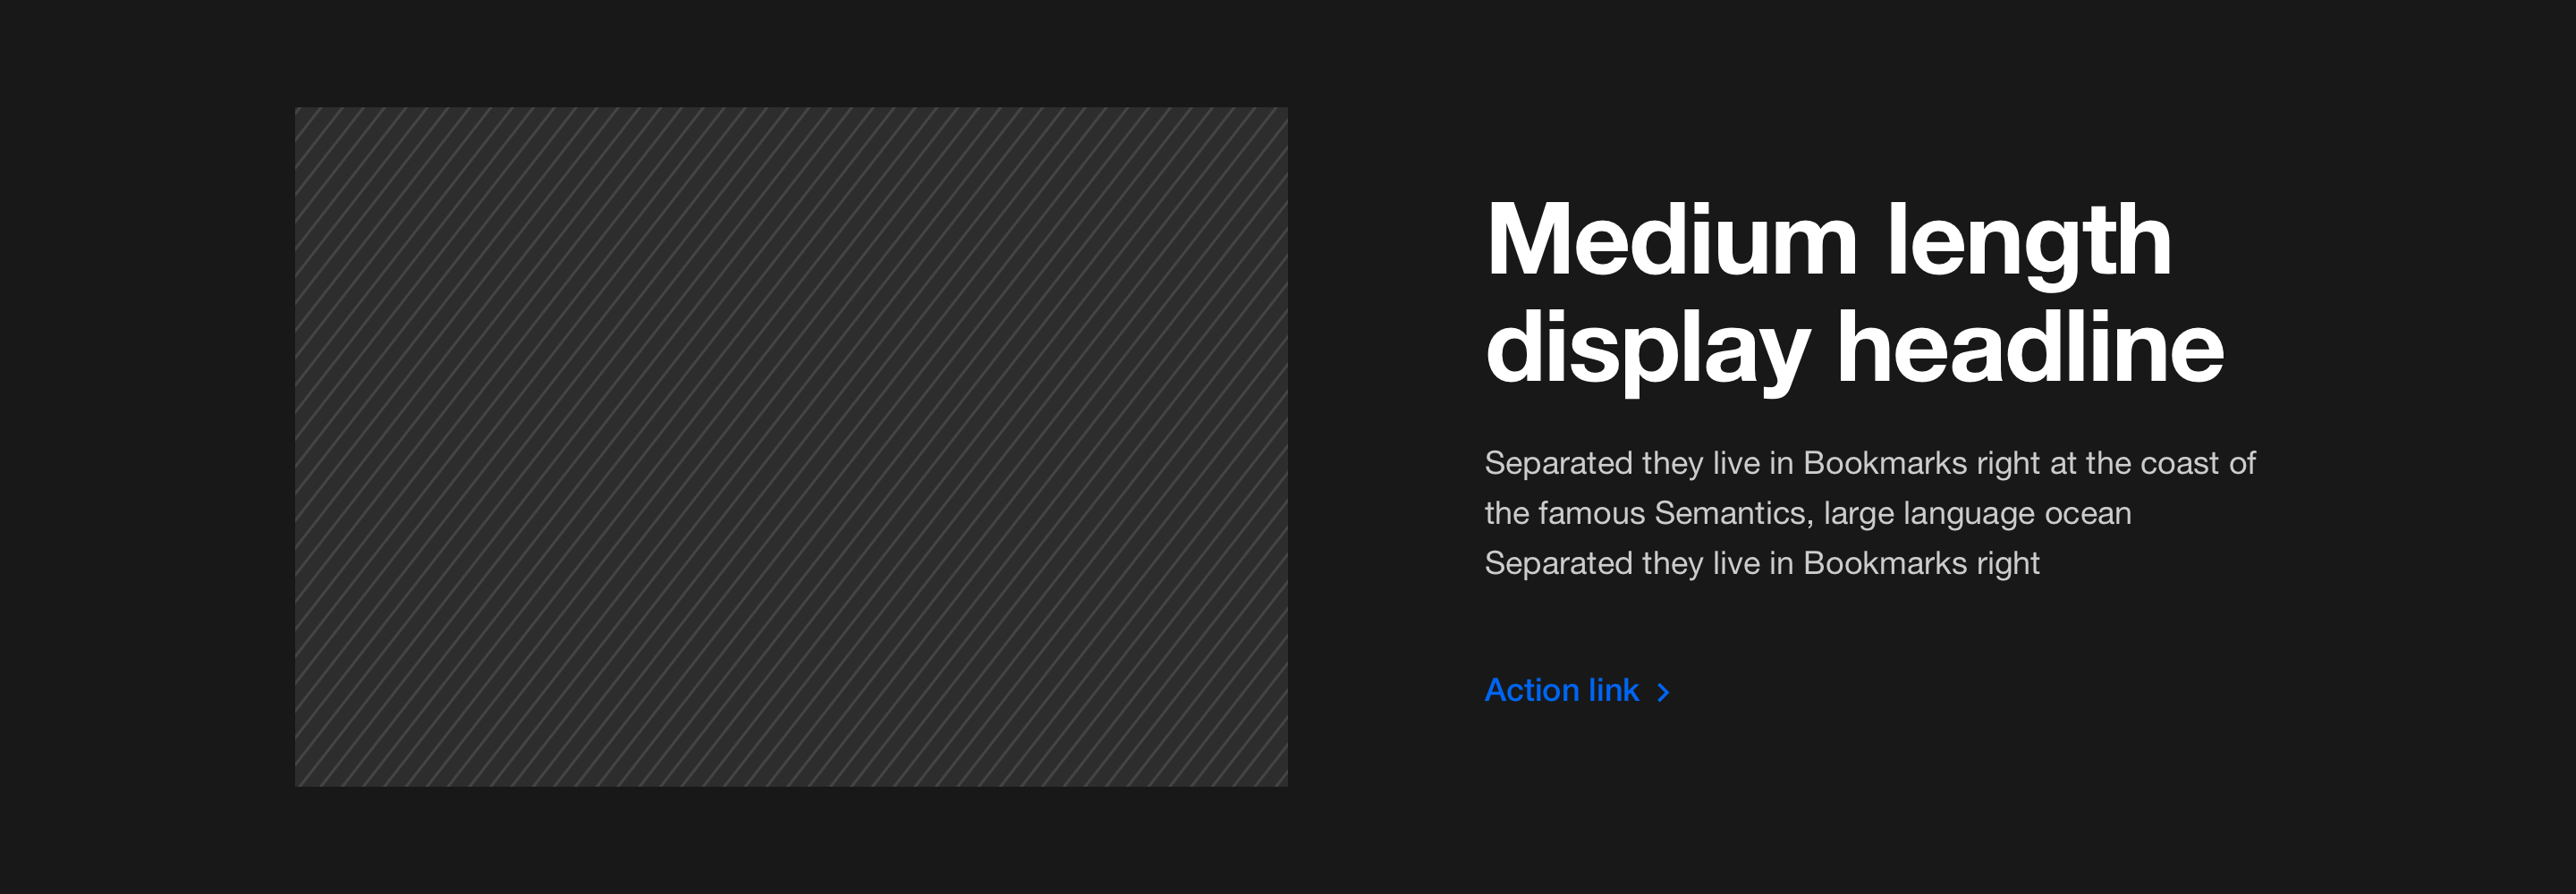 Medium length
display headline
Separated they live in Bookmarks right at the coast of
the famous Semantics, large language ocean
Separated they live in Bookmarks right
Action link